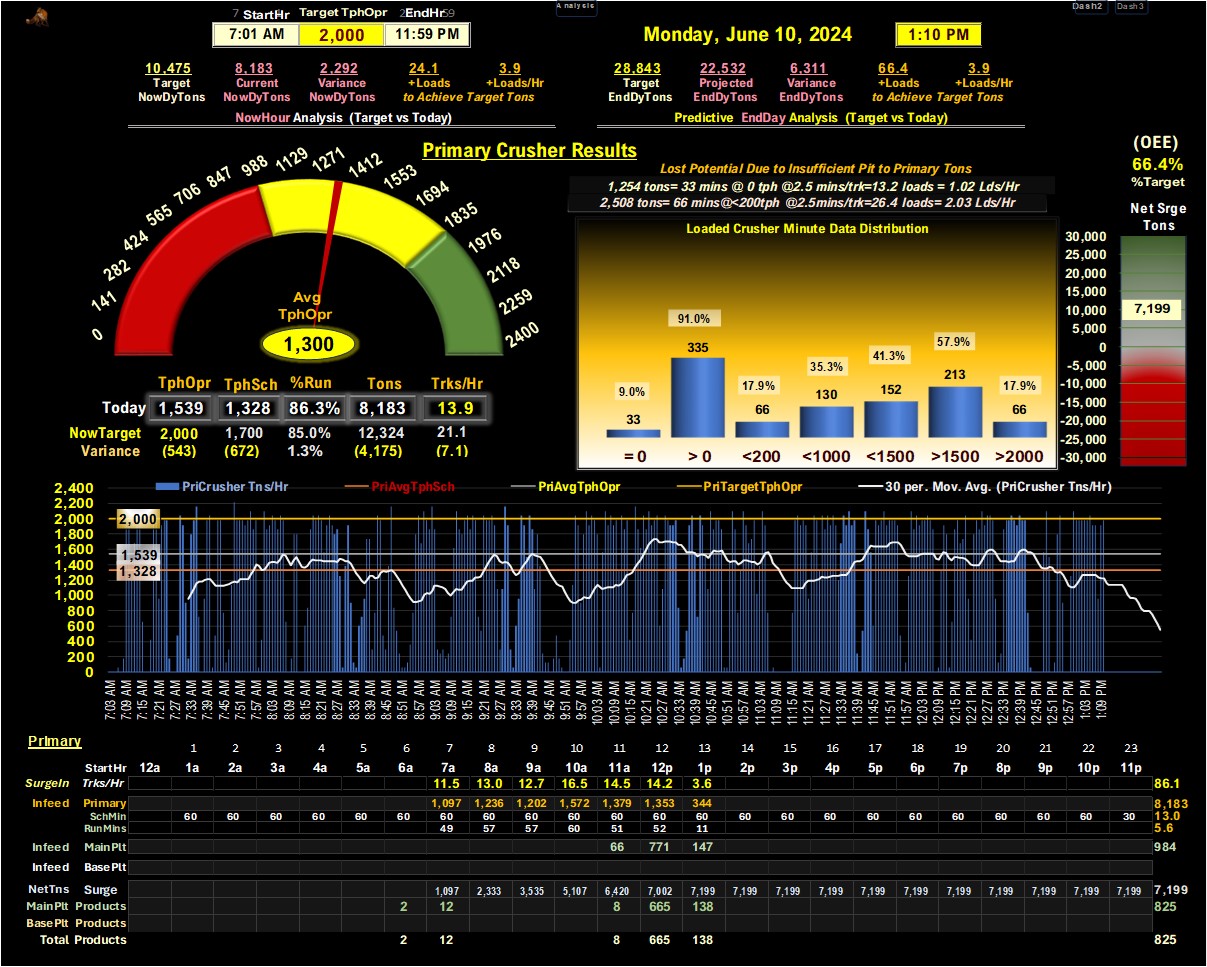 Analysis
Dash2 Dash3
7 StartHr Target TphOpr EndHr 59
7:01 AM 2,000 11:59 PM
Monday, June 10, 2024 1:10 PM
10,475 8,183 2,292 24.1 3.9
Target Current Variance +Loads +Loads/Hr
NowDyTons NowDyTons NowDyTons to Achieve Target Tons
NowHour Analysis (Target vs Today)
28,843 22,532 6,311 66.4 3.9
Target Projected Variance +Loads +Loads/Hr
EndDyTons EndDyTons EndDyTons to Achieve Target Tons
Predictive EndDay Analysis (Target vs Today)
Primary Crusher Results
0 141 282 424 565 706 847 988 1129 1271 1412 1553 1694 1835 1976 2118 2259 2400
Avg
TphOpr
1,300
TphOpr TphSch %Run Tons Trks/Hr
Today 1,539 1,328 86.3% 8,183 13.9
NowTarget 2,000 1,700 85.0% 12,324 21.1
Variance (543) (672) 1.3% (4,175) (7.1)
Lost Potential Due to Insufficient Pit to Primary Tons
1,254 tons= 33 mins @ 0 tph @2.5 mins/trk=13.2 loads = 1.02 Lds/Hr
2,508 tons= 66 mins@<200tph @2.5mins/trk=26.4 loads= 2.03 Lds/Hr
Loaded Crusher Minute Data Distribution
9.0% 91.0% 17.9% 35.3% 41.3% 57.9% 17.9%
33 335 66 130 152 213 66
= 0 > 0 <200 <1000 <1500 >1500 >2000
(OEE)
66.4%
%Target
Net Srge
Tons
30,000
25,000
20,000
15,000
10,000
5,000
0
-5,000
-10,000
-15,000
-20,000
-25,000
-30,000
7,199
PriCrusher Tns/Hr PriAvgTphSch PriAvgTphOpr PriTargetTphOpr 30 per. Mov. Avg. (PriCrusher Tns/Hr)
2,400
2,200
2,000
1,800
1,600
1,400
1,200
1,000
800
600
400
200
0
2,000
1,539
1,328
7:03 AM 7:09 AM 7:15 AM 7:21 AM 7:27 AM 7:33 AM 7:39 AM 7:45 AM 7:51 AM 7:57 AM 8:03 AM 8:09 AM 8:15 AM 8:21 AM 8:27 AM 8:33 AM 8:39 AM 8:45 AM 8:51 AM 8:57 AM 9:03 AM 9:09 AM 9:15 AM 9:21 AM 9:27 AM 9:33 AM 9:39 AM 9:45 AM 9:51 AM 9:57 AM 10:03 AM 10:09 AM 10:15 AM 10:21 AM 10:27 AM 10:33 AM 10:39 AM 10:45 AM 10:51 AM 10:57 AM 11:03 AM 11:09 AM 11:15 AM 11:21 AM 11:27 AM 11:33 AM 11:39 AM 11:45 AM 11:51 AM 11:57 AM 12:03 PM 12:09 PM 12:15 PM 12:21 PM 12:27 PM 12:33 PM 12:39 PM 12:45 PM 12:51 PM 12:57 PM 1:03 PM 1:09 PM
Primary
1 2 3 4 5 6 7 8 9 10 11 12 13 14 15 16 17 18 19 20 21 22 23
StartHr 12a 1a 2a 3a 4a 5a 6a 7a 8a 9a 10a 11a 12p 1p 2p 3p 4p 5p 6p 7p 8p 9p 10p 11p
SurgeIn Trks/Hr 11.5 13.0 12.7 16.5 14.5 14.2 3.6 86.1
Infeed Primary 1,097 1,236 1,202 1,572 1,379 1,353 344 8,183
SchMin 60 60 60 60 60 60 60 60 60 60 60 60 60 60 60 60 60 60 60 60 60 60 30 13.0
RunMins 49 57 57 60 51 52 11 5.6
Infeed MainPlt 66 771 147 984
Infeed BasePlt
NetTns Surge 1,097 2,333 3,535 5,107 6,420 7,002 7,199 7,199 7,199 7,199 7,199 7,199 7,199 7,199 7,199 7,199 7,199 7,199
MainPlt Products 2 12 8 665 138 825
BasePlt Products
Total Products 2 12 8 665 138 825